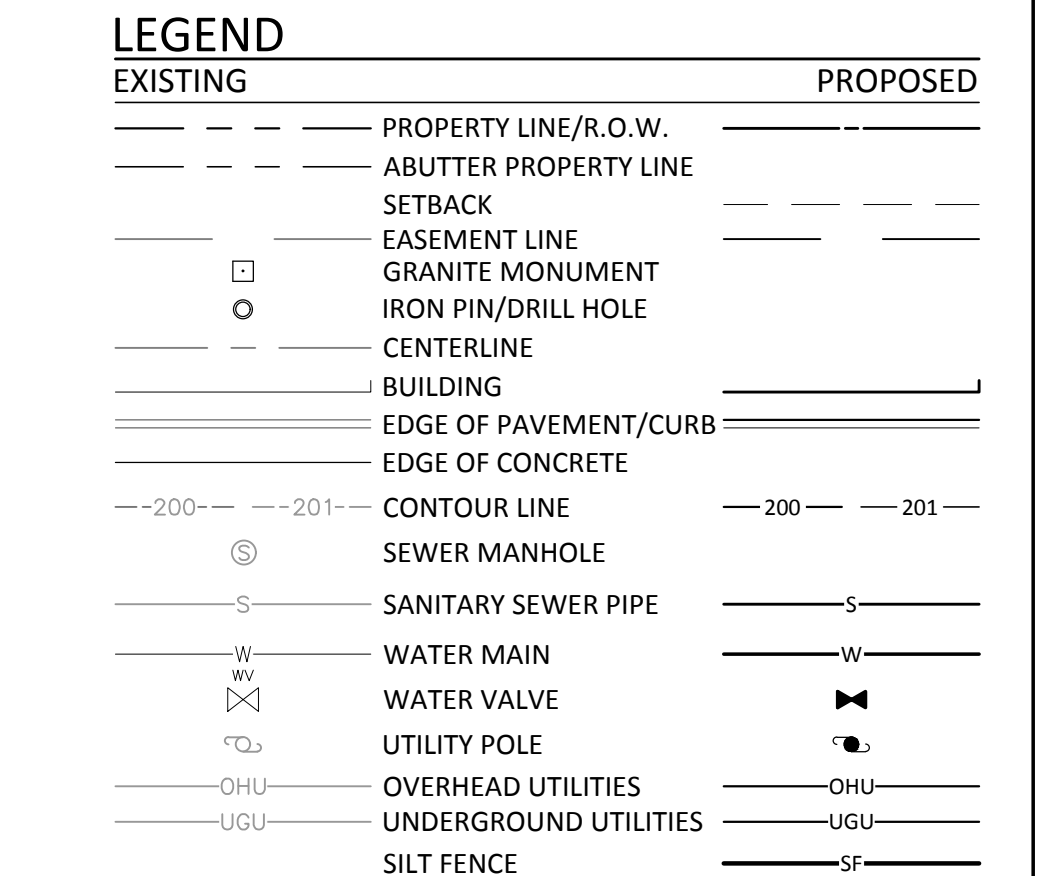 LEGEND
EXISTING PROPOSED
PROPERTY LINE/R.O.W.
ABUTTER PROPERTY LINE
SETBACK
EASEMENT LINE
GRANITE MONUMENT
IRON PIN/DRILL HOLE
CENTERLINE
BUILDING
EDGE OF PAVEMENT/CURB
EDGE OF CONCRETE
200 201 CONTOUR LINE 200 201
S SEWER MANHOLE
S SANITARY SEWER PIPE S
W WATER MAIN W
WV
WATER VALVE
UTILITY POLE
OHU OVERHEAD UTILITIES OHU
UGU UNDERGROUND UTILITIES UGU
SILT FENCE SF